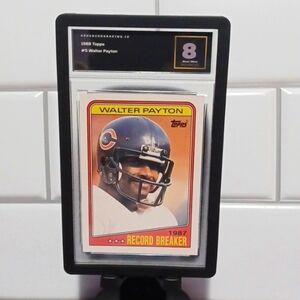 1988 Topps
#5 Walter Payton
8
WALTER PAYTON
Topps
1987
RECORD BREAKER